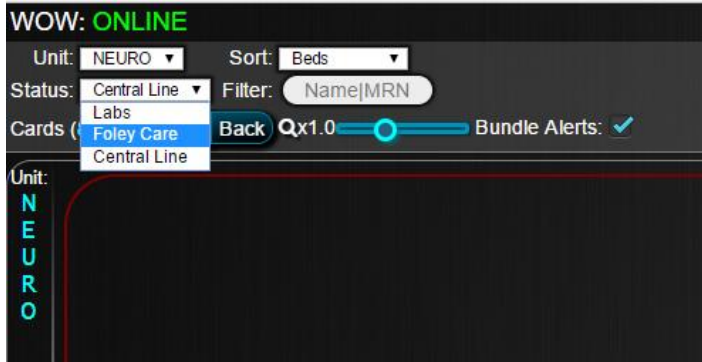 WOW: ONLINE
Unit: NEURO Sort: Beds
Status: Central Line Filter: Name|MRN
Labs
Cards ( Foley Care Back x1.0 Bundle Alerts:
Central Line
Unit:
N
E
U
R
O